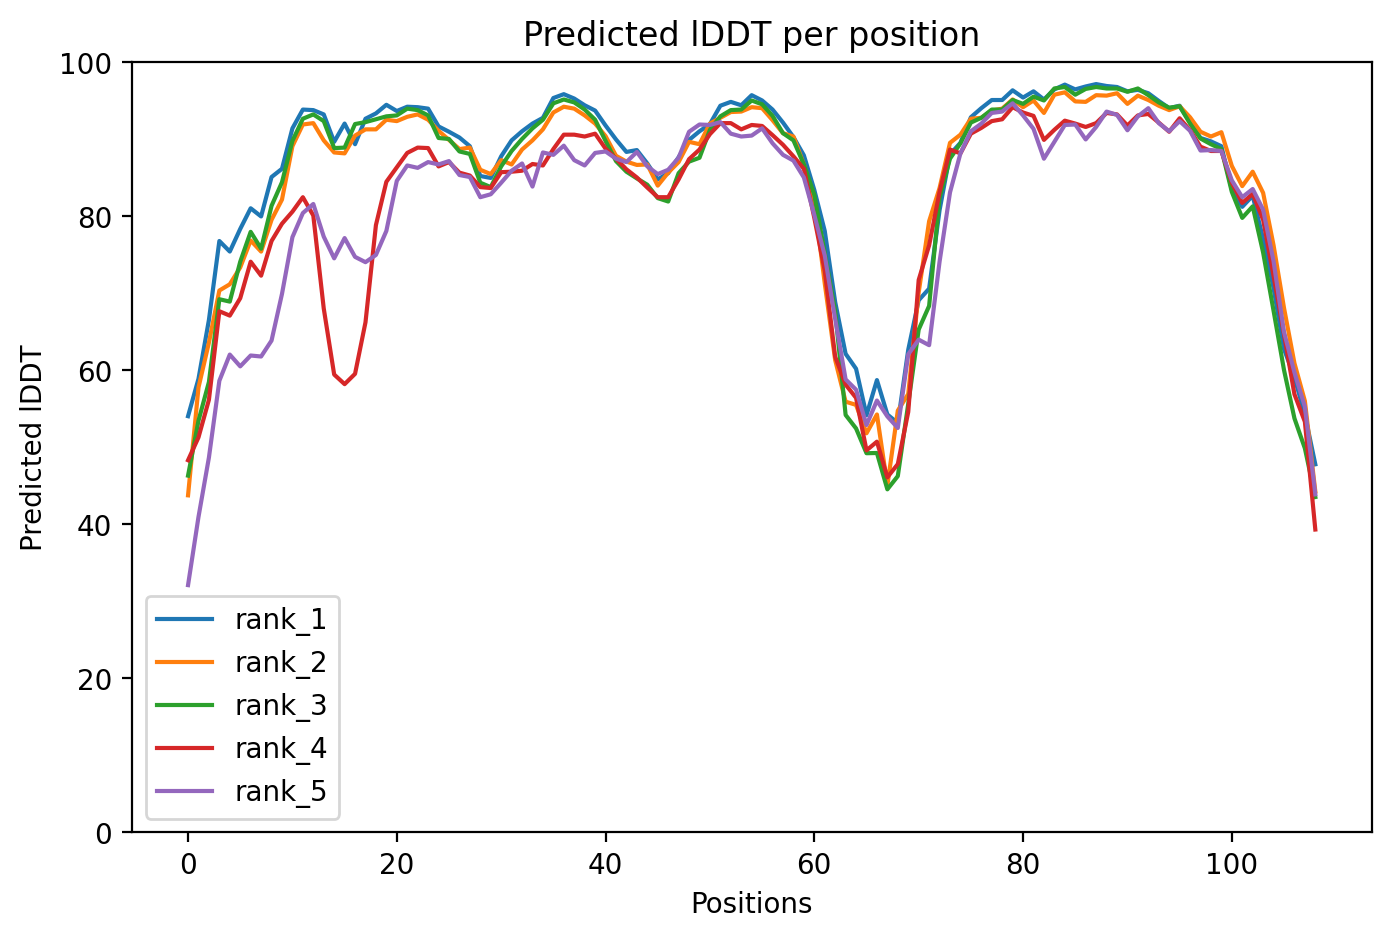 Predicted lDDT per position
100
80
60
40
20
0
Predicted lDDT
rank_1
rank_2
rank_3
rank_4
rank_5
0 20 40 60 80 100
Positions